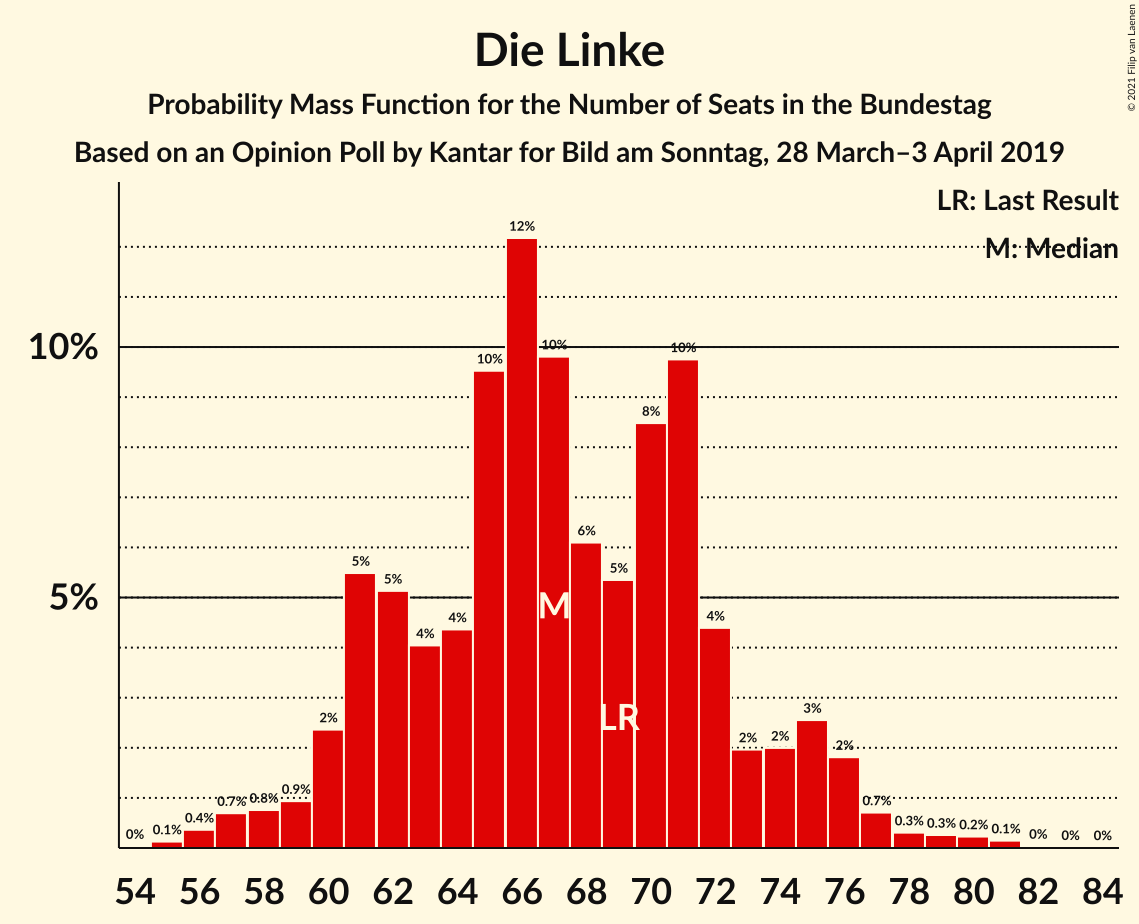 Die Linke
Probability Mass Function for the Number of Seats in the Bundestag
Based on an Opinion Poll by Kantar for Bild am Sonntag, 28 March–3 April 2019
© 2021 Filip van Laenen
LR: Last Result
M: Median
10%
5%
0% 0.1% 0.4% 0.7% 0.8% 0.9% 2% 5% 5% 4% 4% 10% 12% 10% 6% 5% 8% 10% 4% 2% 2% 3% 2% 0.7% 0.3% 0.3% 0.2% 0.1% 0% 0% 0%
M
LR
54 56 58 60 62 64 66 68 70 72 74 76 78 80 82 84